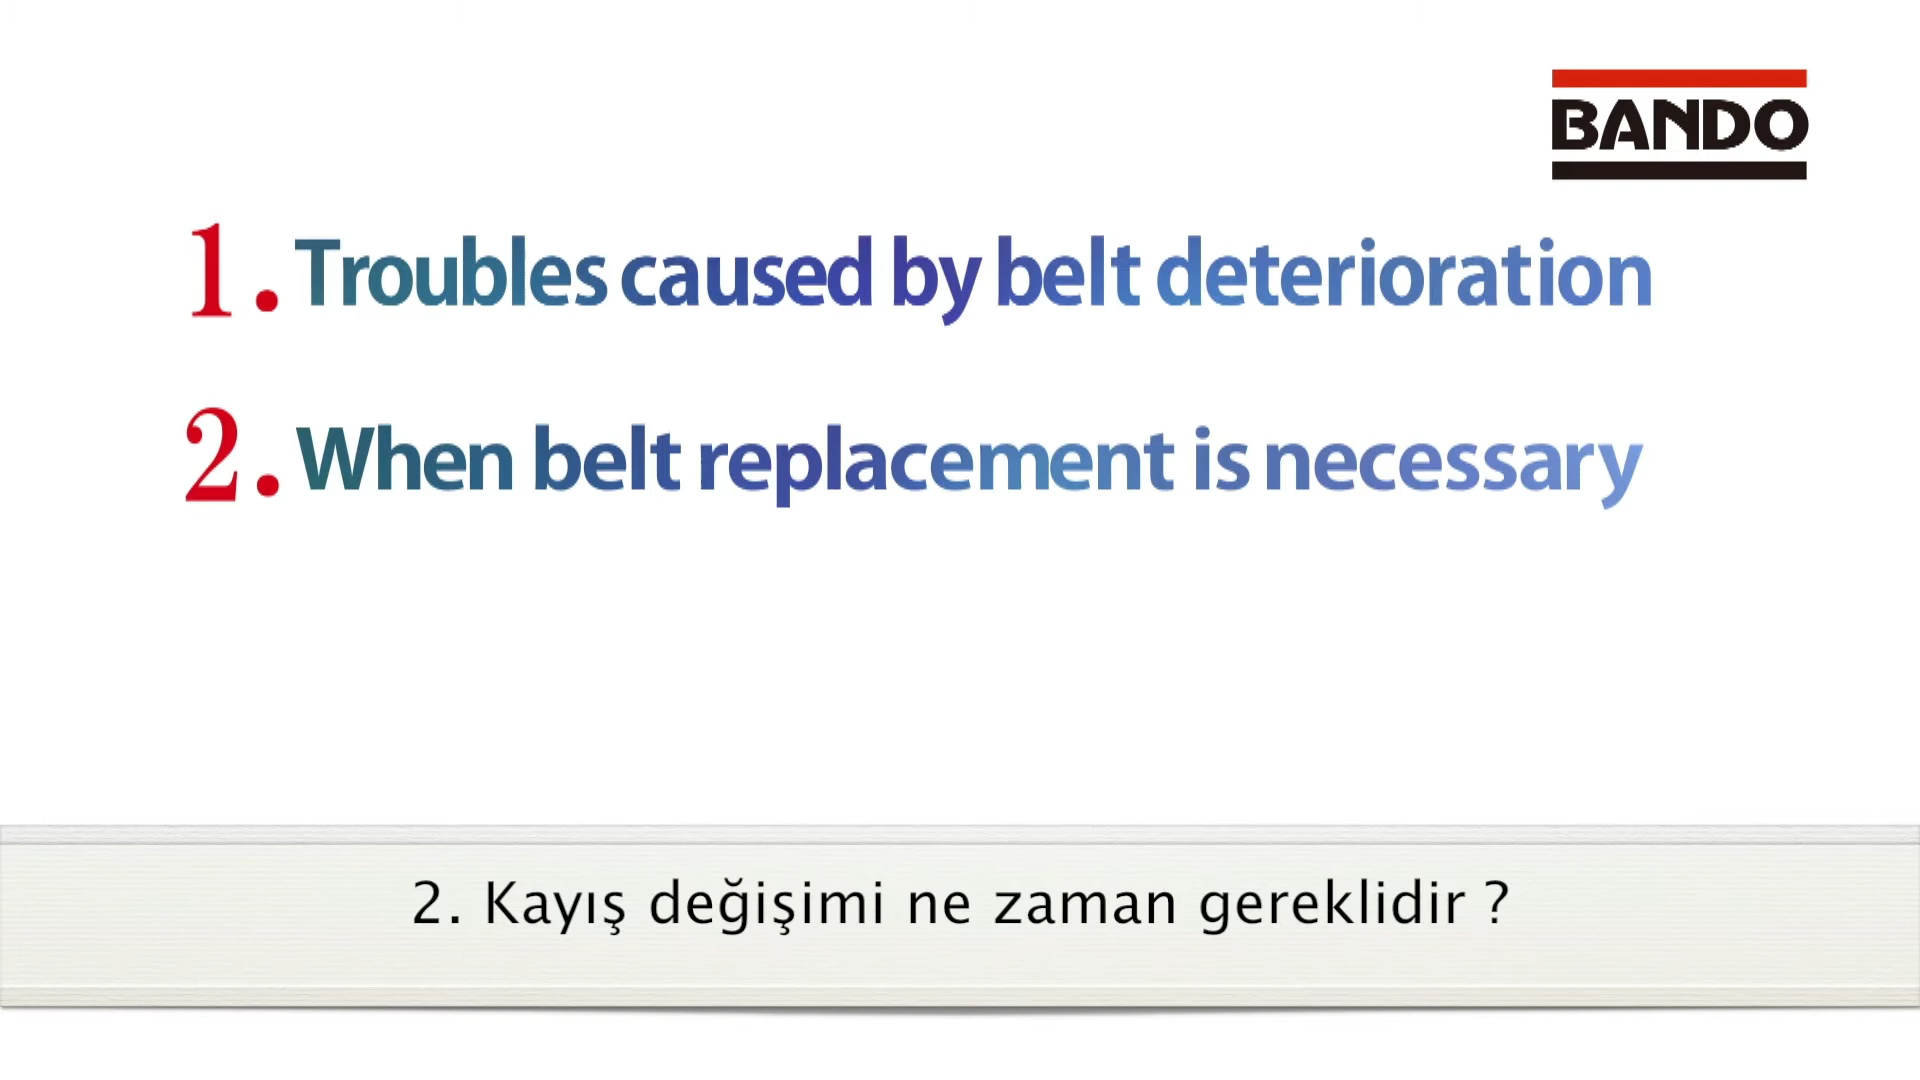 BANDO
1. Troubles caused by belt deterioration
2. When belt replacement is necessary
2. Kayış değişimi ne zaman gereklidir ?